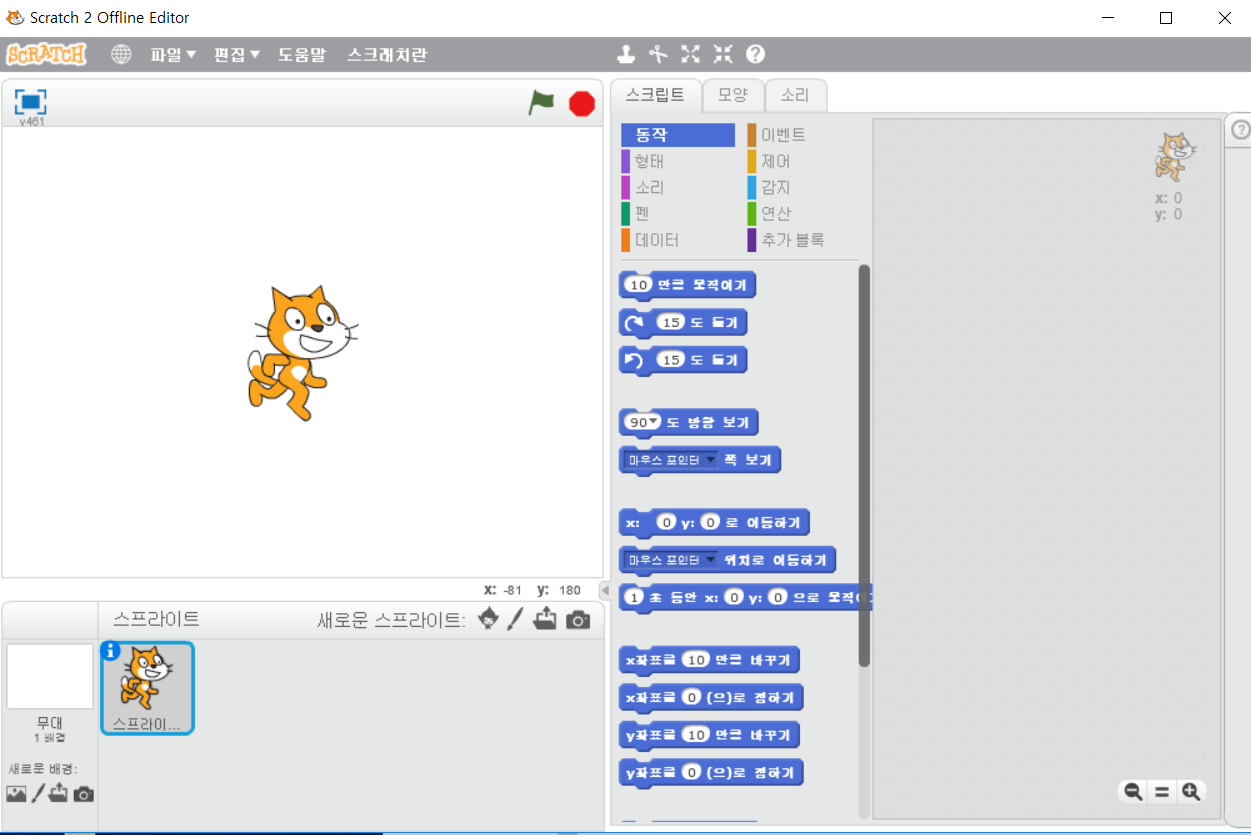 Scratch 2 Offline Editor
SCRATCH 파일 편집 도움말 스크래치란
v461
스크립트 모양 소리
동작 이벤트
형태 제어
소리 감지
펜 연산
데이터 추가 블록
x: 0
y: 0
10 만큼 움직이기
15 도 돌기
15 도 돌기
90 도 방향 보기
마우스 포인터 쪽 보기
x: 0 y: 0 로 이동하기
마우스 포인터 위치로 이동하기
1 초 동안 x: 0 y: 0 으로 움직이
x좌표를 10 만큼 바꾸기
x좌표를 0 (으)로 정하기
y좌표를 10 만큼 바꾸기
y좌표를 0 (으)로 정하기
x: -81 y: 180
스프라이트 새로운 스프라이트:
스프라이...
무대
1 배경
새로운 배경: